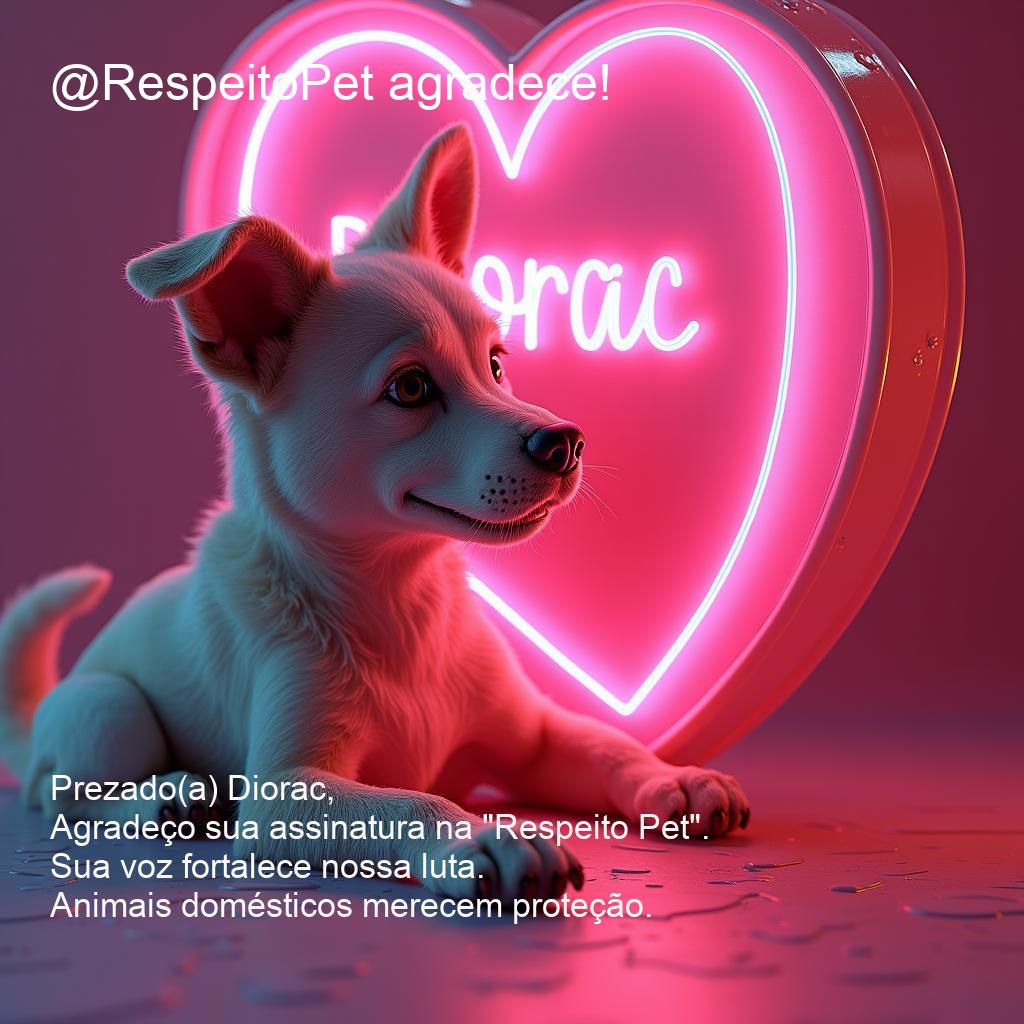 @RespeitoPet agradece!
Prezado(a) Diorac,
Agradeço sua assinatura na "Respeito Pet".
Sua voz fortalece nossa luta.
Animais domésticos merecem proteção.